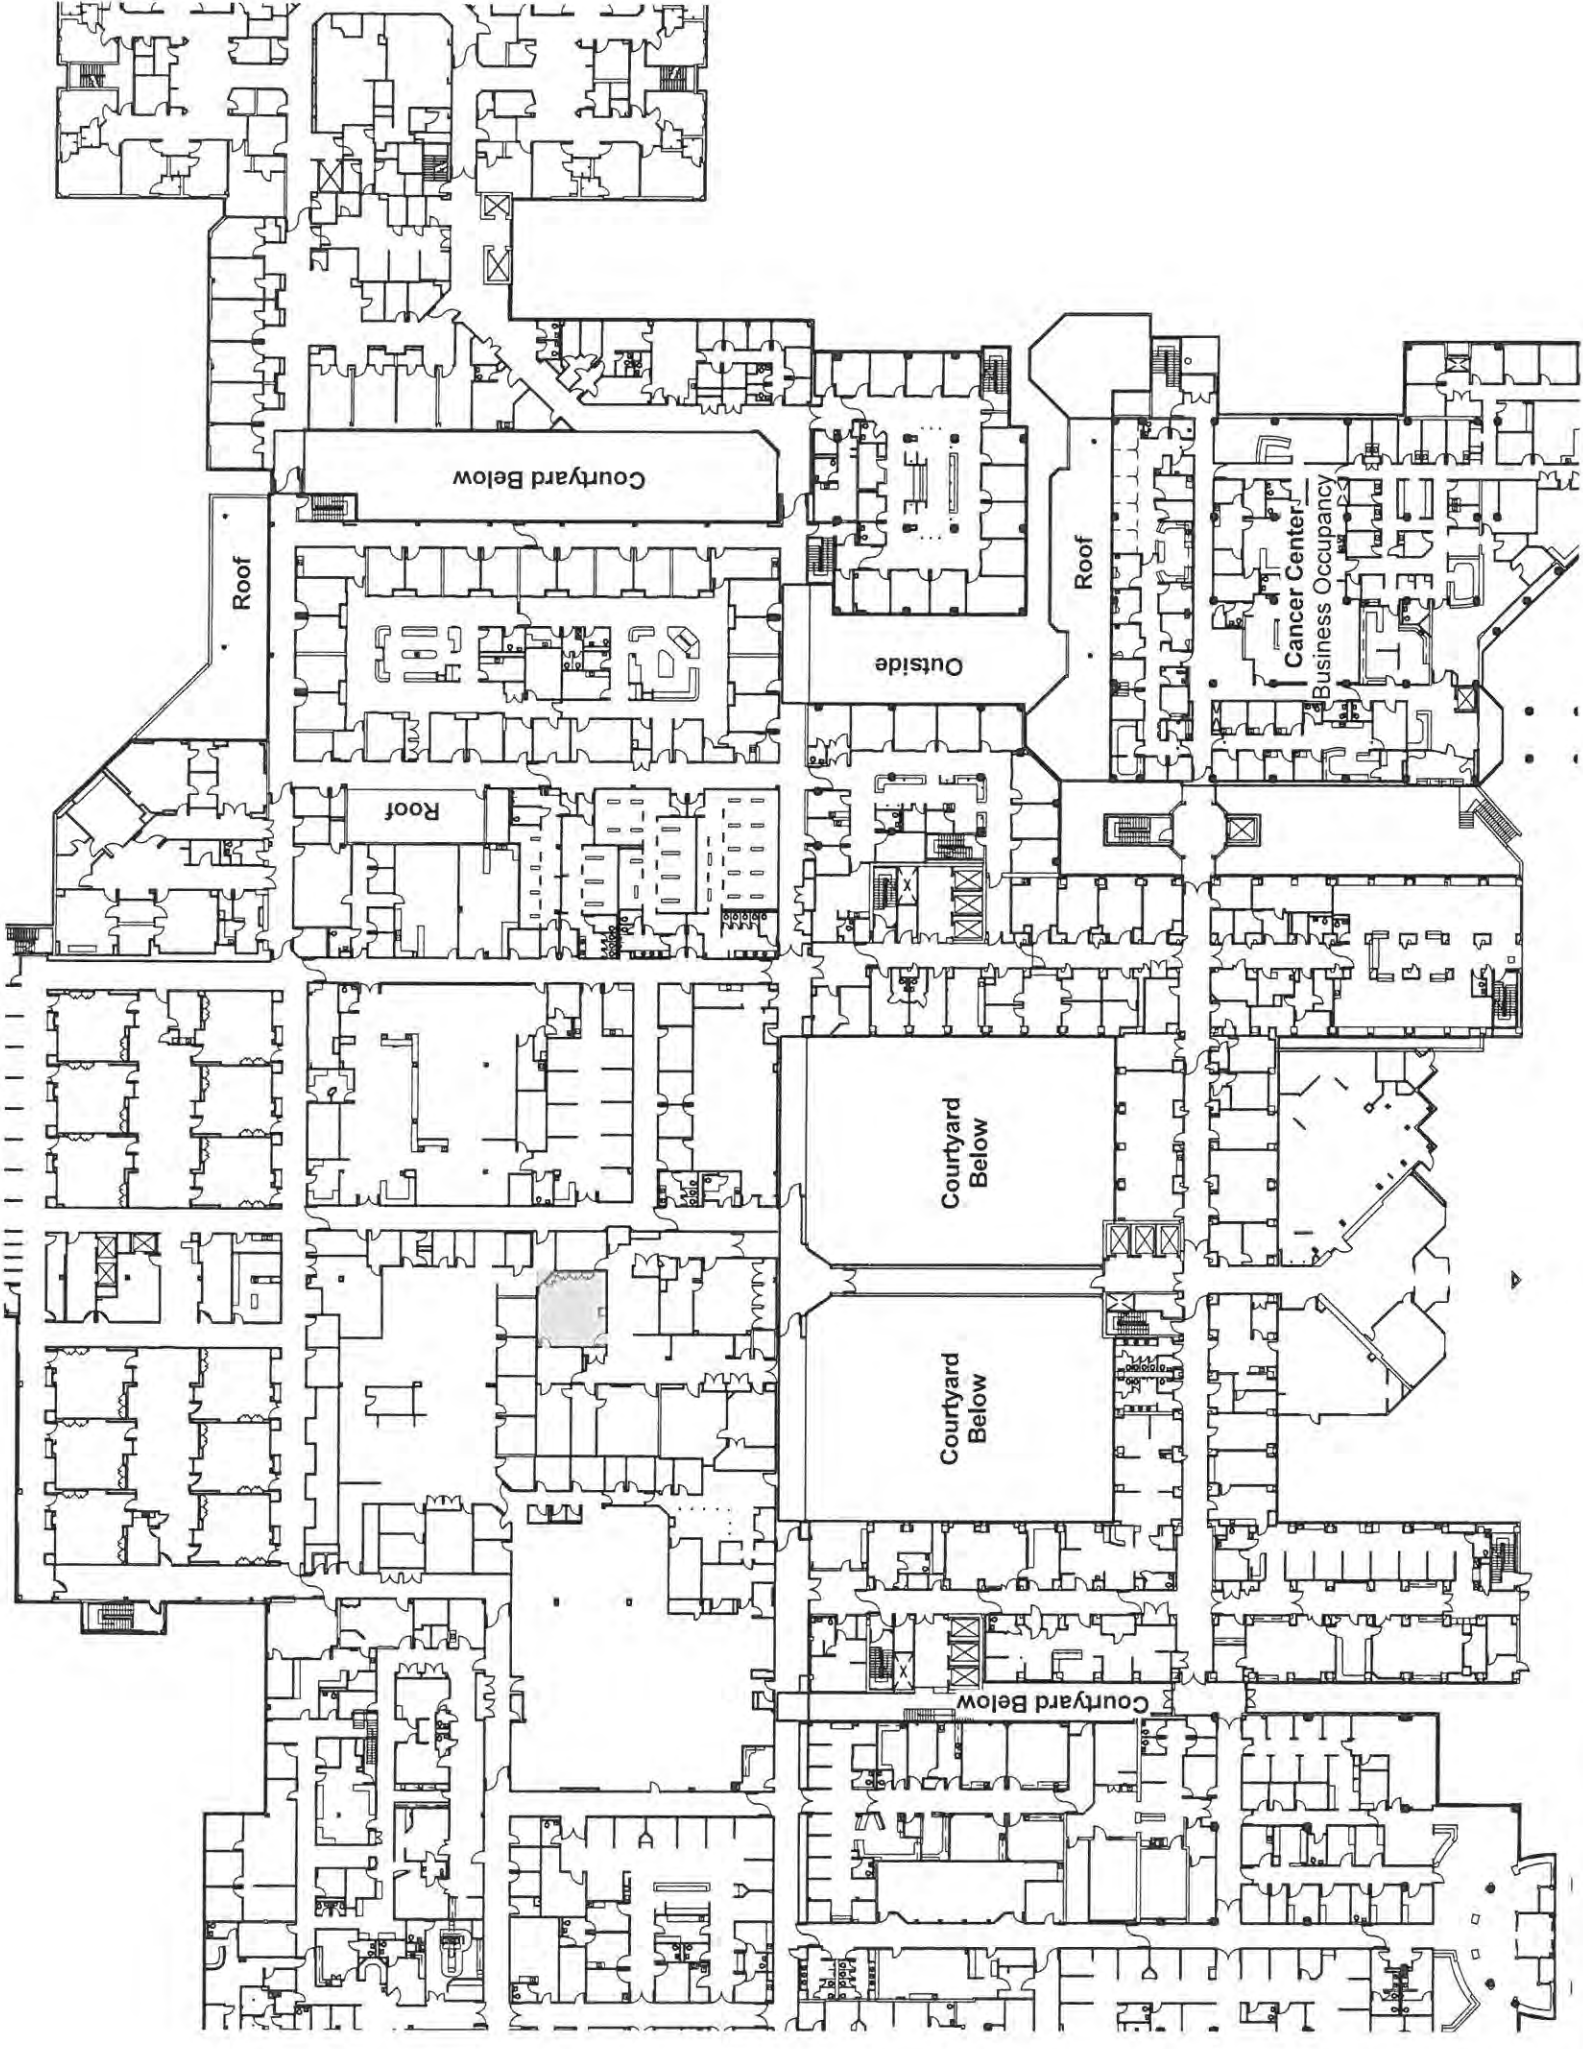 Courtyard Below
Roof
Roof
Cancer Center
Business Occupancy
Outside
Roof
Courtyard
Below
Courtyard
Below
Courtyard Below
X
X